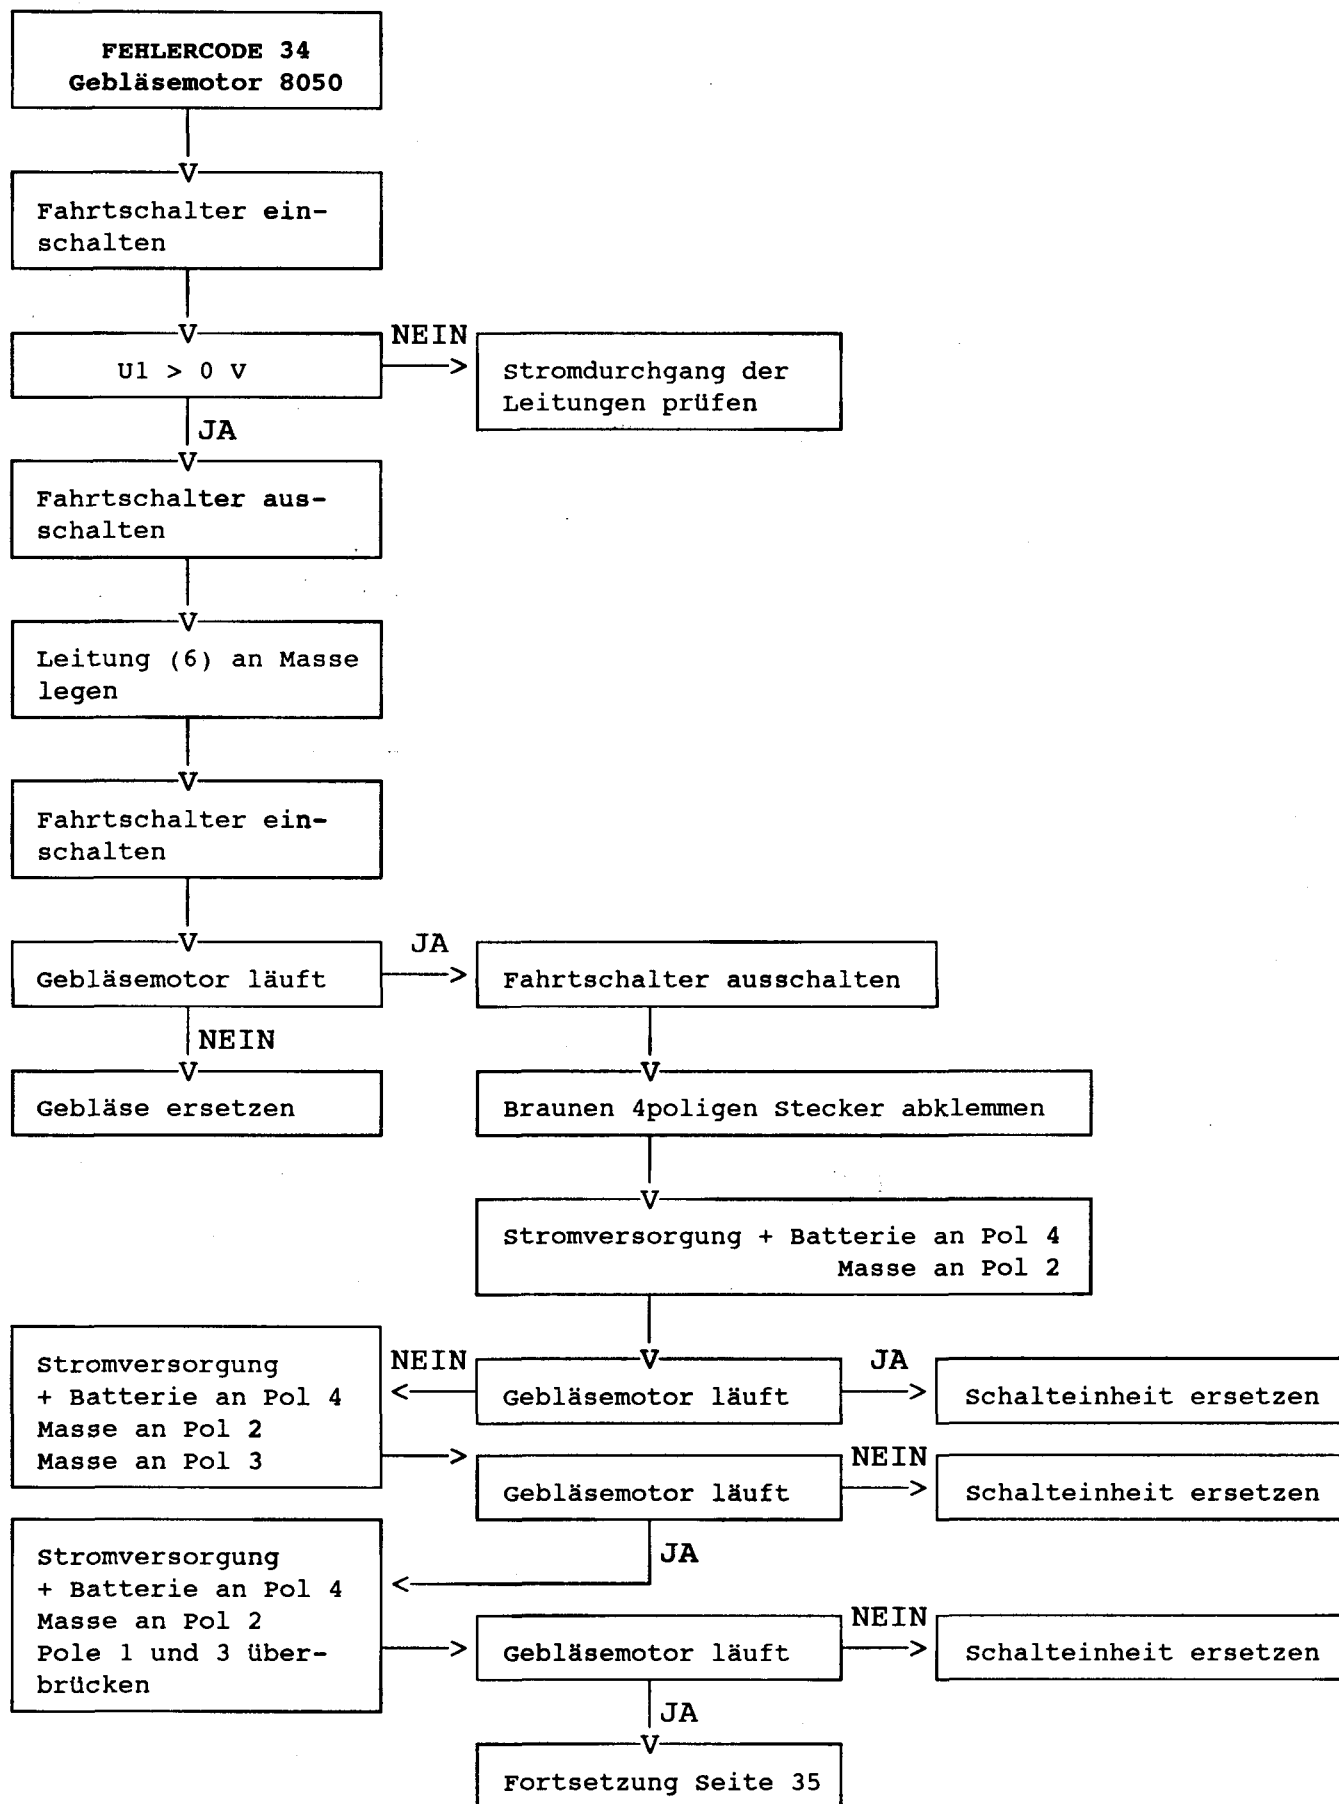 FEHLERCODE 34
Gebläsemotor 8050
V
Fahrtschalter ein-
schalten
V
U1 > 0 V
NEIN
>
Stromdurchgang der
Leitungen prüfen
JA
V
Fahrtschalter aus-
schalten
V
Leitung (6) an Masse
legen
V
Fahrtschalter ein-
schalten
V
Gebläsemotor läuft
JA
>
Fahrtschalter ausschalten
NEIN
V
Gebläse ersetzen
V
Braunen 4poligen Stecker abklemmen
V
Stromversorgung + Batterie an Pol 4
Masse an Pol 2
V
Gebläsemotor läuft
JA
>
Schalteinheit ersetzen
NEIN
<
Stromversorgung
+ Batterie an Pol 4
Masse an Pol 2
Masse an Pol 3
>
Gebläsemotor läuft
NEIN
>
Schalteinheit ersetzen
JA
<
Stromversorgung
+ Batterie an Pol 4
Masse an Pol 2
Pole 1 und 3 über-
brücken
>
Gebläsemotor läuft
NEIN
>
Schalteinheit ersetzen
JA
V
Fortsetzung Seite 35